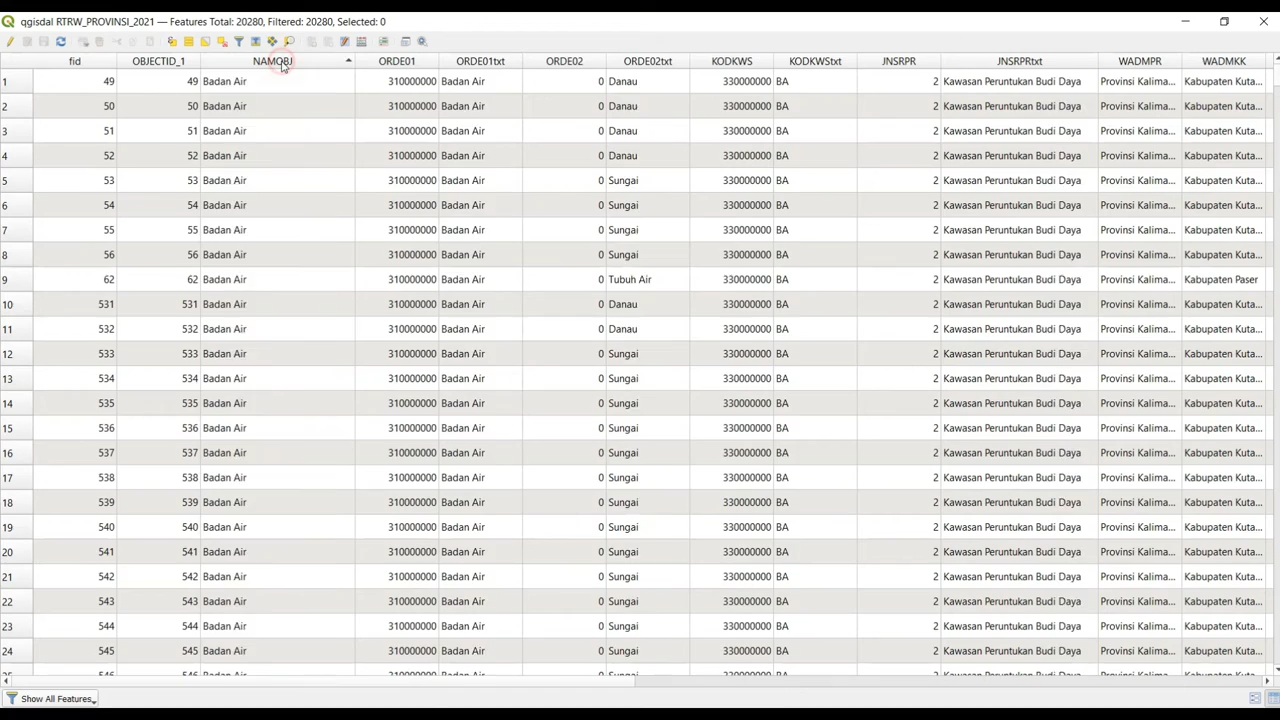 qgisdal RTRW_PROVINSI_2021 — Features Total: 20280, Filtered: 20280, Selected: 0
fid OBJECTID_1 NAMOBJ ORDE01 ORDE01txt ORDE02 ORDE02txt KODKWS KODKWStxt JNSRPR JNSRPRtxt WADMPR WADMKK
1 49 49 Badan Air 310000000 Badan Air 0 Danau 330000000 BA 2 Kawasan Peruntukan Budi Daya Provinsi Kalima... Kabupaten Kuta...
2 50 50 Badan Air 310000000 Badan Air 0 Danau 330000000 BA 2 Kawasan Peruntukan Budi Daya Provinsi Kalima... Kabupaten Kuta...
3 51 51 Badan Air 310000000 Badan Air 0 Danau 330000000 BA 2 Kawasan Peruntukan Budi Daya Provinsi Kalima... Kabupaten Kuta...
4 52 52 Badan Air 310000000 Badan Air 0 Danau 330000000 BA 2 Kawasan Peruntukan Budi Daya Provinsi Kalima... Kabupaten Kuta...
5 53 53 Badan Air 310000000 Badan Air 0 Sungai 330000000 BA 2 Kawasan Peruntukan Budi Daya Provinsi Kalima... Kabupaten Kuta...
6 54 54 Badan Air 310000000 Badan Air 0 Sungai 330000000 BA 2 Kawasan Peruntukan Budi Daya Provinsi Kalima... Kabupaten Kuta...
7 55 55 Badan Air 310000000 Badan Air 0 Sungai 330000000 BA 2 Kawasan Peruntukan Budi Daya Provinsi Kalima... Kabupaten Kuta...
8 56 56 Badan Air 310000000 Badan Air 0 Sungai 330000000 BA 2 Kawasan Peruntukan Budi Daya Provinsi Kalima... Kabupaten Kuta...
9 62 62 Badan Air 310000000 Badan Air 0 Tubuh Air 330000000 BA 2 Kawasan Peruntukan Budi Daya Provinsi Kalima... Kabupaten Paser
10 531 531 Badan Air 310000000 Badan Air 0 Danau 330000000 BA 2 Kawasan Peruntukan Budi Daya Provinsi Kalima... Kabupaten Kuta...
11 532 532 Badan Air 310000000 Badan Air 0 Danau 330000000 BA 2 Kawasan Peruntukan Budi Daya Provinsi Kalima... Kabupaten Kuta...
12 533 533 Badan Air 310000000 Badan Air 0 Sungai 330000000 BA 2 Kawasan Peruntukan Budi Daya Provinsi Kalima... Kabupaten Kuta...
13 534 534 Badan Air 310000000 Badan Air 0 Sungai 330000000 BA 2 Kawasan Peruntukan Budi Daya Provinsi Kalima... Kabupaten Kuta...
14 535 535 Badan Air 310000000 Badan Air 0 Sungai 330000000 BA 2 Kawasan Peruntukan Budi Daya Provinsi Kalima... Kabupaten Kuta...
15 536 536 Badan Air 310000000 Badan Air 0 Sungai 330000000 BA 2 Kawasan Peruntukan Budi Daya Provinsi Kalima... Kabupaten Kuta...
16 537 537 Badan Air 310000000 Badan Air 0 Sungai 330000000 BA 2 Kawasan Peruntukan Budi Daya Provinsi Kalima... Kabupaten Kuta...
17 538 538 Badan Air 310000000 Badan Air 0 Sungai 330000000 BA 2 Kawasan Peruntukan Budi Daya Provinsi Kalima... Kabupaten Kuta...
18 539 539 Badan Air 310000000 Badan Air 0 Sungai 330000000 BA 2 Kawasan Peruntukan Budi Daya Provinsi Kalima... Kabupaten Kuta...
19 540 540 Badan Air 310000000 Badan Air 0 Sungai 330000000 BA 2 Kawasan Peruntukan Budi Daya Provinsi Kalima... Kabupaten Kuta...
20 541 541 Badan Air 310000000 Badan Air 0 Sungai 330000000 BA 2 Kawasan Peruntukan Budi Daya Provinsi Kalima... Kabupaten Kuta...
21 542 542 Badan Air 310000000 Badan Air 0 Sungai 330000000 BA 2 Kawasan Peruntukan Budi Daya Provinsi Kalima... Kabupaten Kuta...
22 543 543 Badan Air 310000000 Badan Air 0 Sungai 330000000 BA 2 Kawasan Peruntukan Budi Daya Provinsi Kalima... Kabupaten Kuta...
23 544 544 Badan Air 310000000 Badan Air 0 Sungai 330000000 BA 2 Kawasan Peruntukan Budi Daya Provinsi Kalima... Kabupaten Kuta...
24 545 545 Badan Air 310000000 Badan Air 0 Sungai 330000000 BA 2 Kawasan Peruntukan Budi Daya Provinsi Kalima... Kabupaten Kuta...
Show All Features